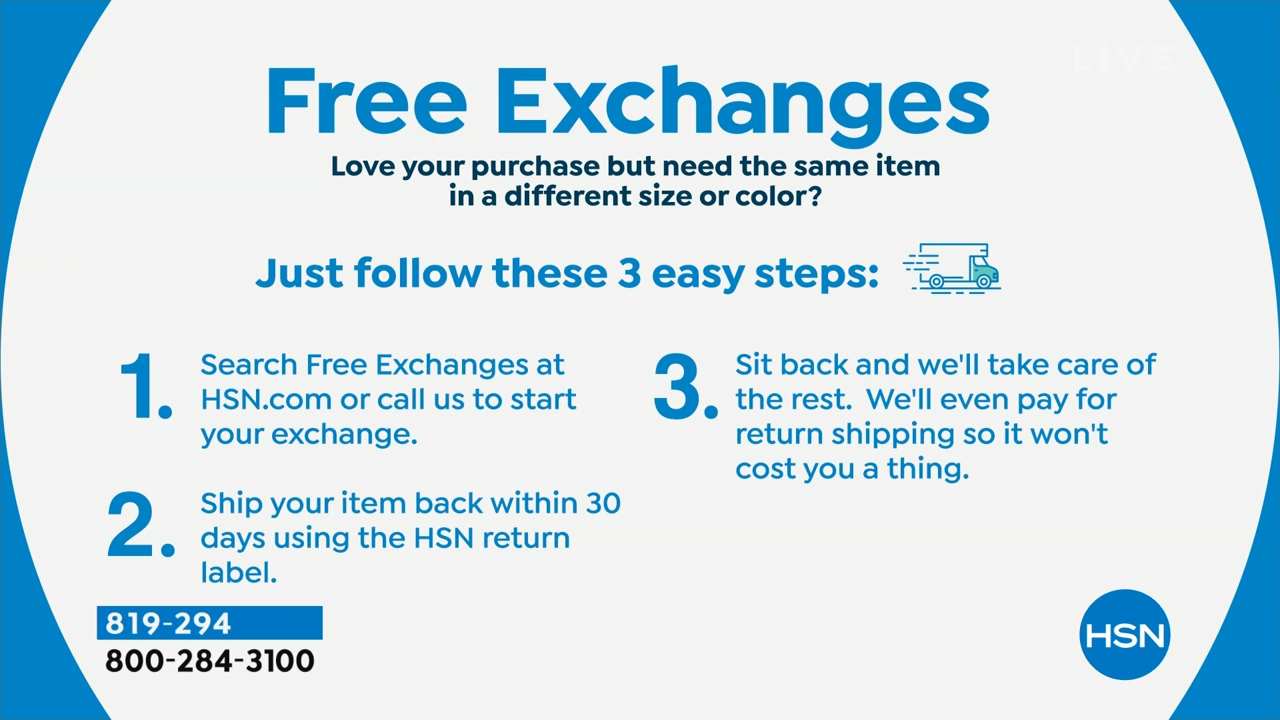 LIVE
Free Exchanges
Love your purchase but need the same item
in a different size or color?
Just follow these 3 easy steps:
1. Search Free Exchanges at
HSN.com or call us to start
your exchange.
2. Ship your item back within 30
days using the HSN return
label.
3. Sit back and we'll take care of
the rest. We'll even pay for
return shipping so it won't
cost you a thing.
819-294
800-284-3100
HSN